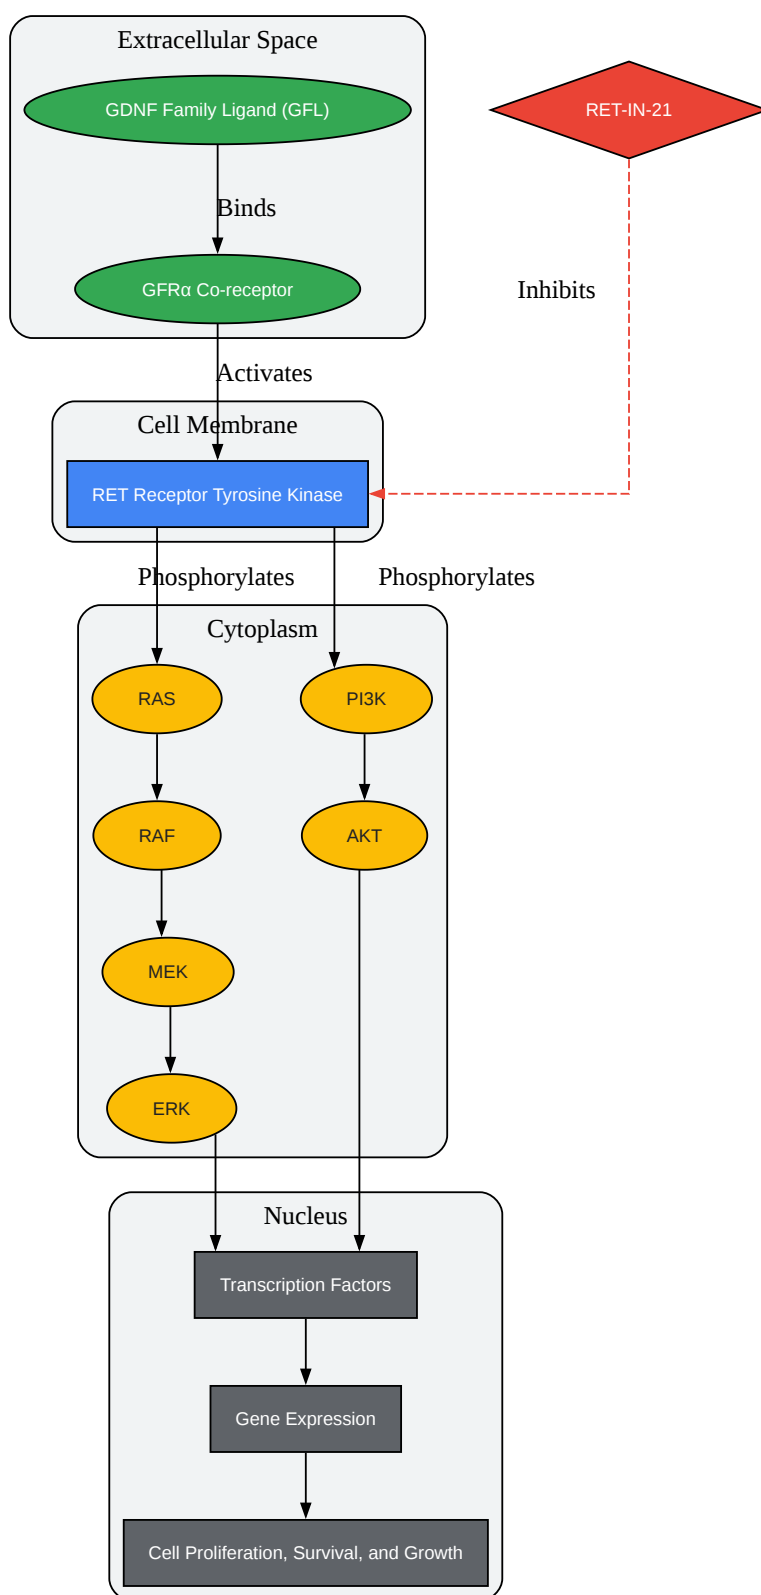 Extracellular Space
GDNF Family Ligand (GFL)
RET-IN-21
Binds
GFRα Co-receptor
Inhibits
Activates
Cell Membrane
RET Receptor Tyrosine Kinase
Phosphorylates
Phosphorylates
Cytoplasm
RAS
PI3K
RAF
AKT
MEK
ERK
Nucleus
Transcription Factors
Gene Expression
Cell Proliferation, Survival, and Growth